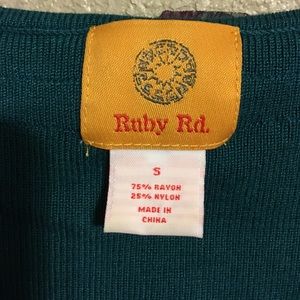 Ruby Rd.
S
75% RAYON
25% NYLON
MADE IN
CHINA